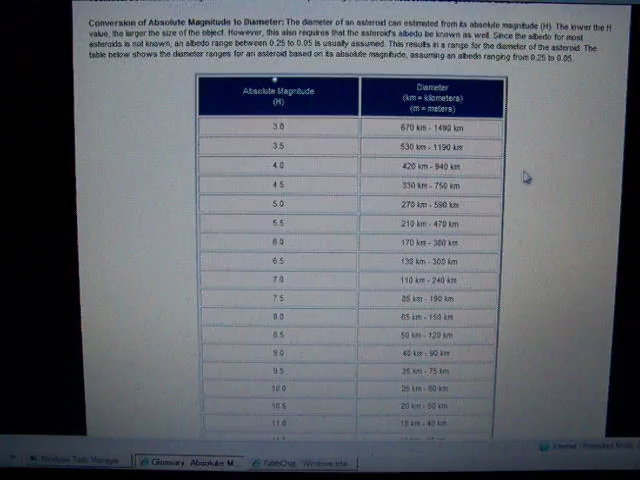 Conversion of Absolute Magnitude to Diameter: The diameter of an asteroid can estimated from its absolute magnitude (H). The lower the H
value, the larger the size of the object. However, this also requires that the asteroid's albedo be known as well. Since the albedo for most
asteroids is not known, an albedo range between 0.25 to 0.05 is usually assumed. This results in a range for the diameter of the asteroid. The
table below shows the diameter ranges for an asteroid based on its absolute magnitude, assuming an albedo ranging from 0.25 to 0.05.
Absolute Magnitude (H) Diameter (km = kilometers) (m = meters)
3.0 670 km - 1490 km
3.5 530 km - 1190 km
4.0 420 km - 940 km
4.5 330 km - 750 km
5.0 270 km - 590 km
5.5 210 km - 470 km
6.0 170 km - 380 km
6.5 130 km - 300 km
7.0 110 km - 240 km
7.5 85 km - 190 km
8.0 65 km - 150 km
8.5 50 km - 120 km
9.0 40 km - 90 km
9.5 35 km - 75 km
10.0 25 km - 60 km
10.5 20 km - 50 km
11.0 15 km - 40 km
Internet | Protected Mode:
Windows Task Manager Glossary: Absolute M... Windows Inte...